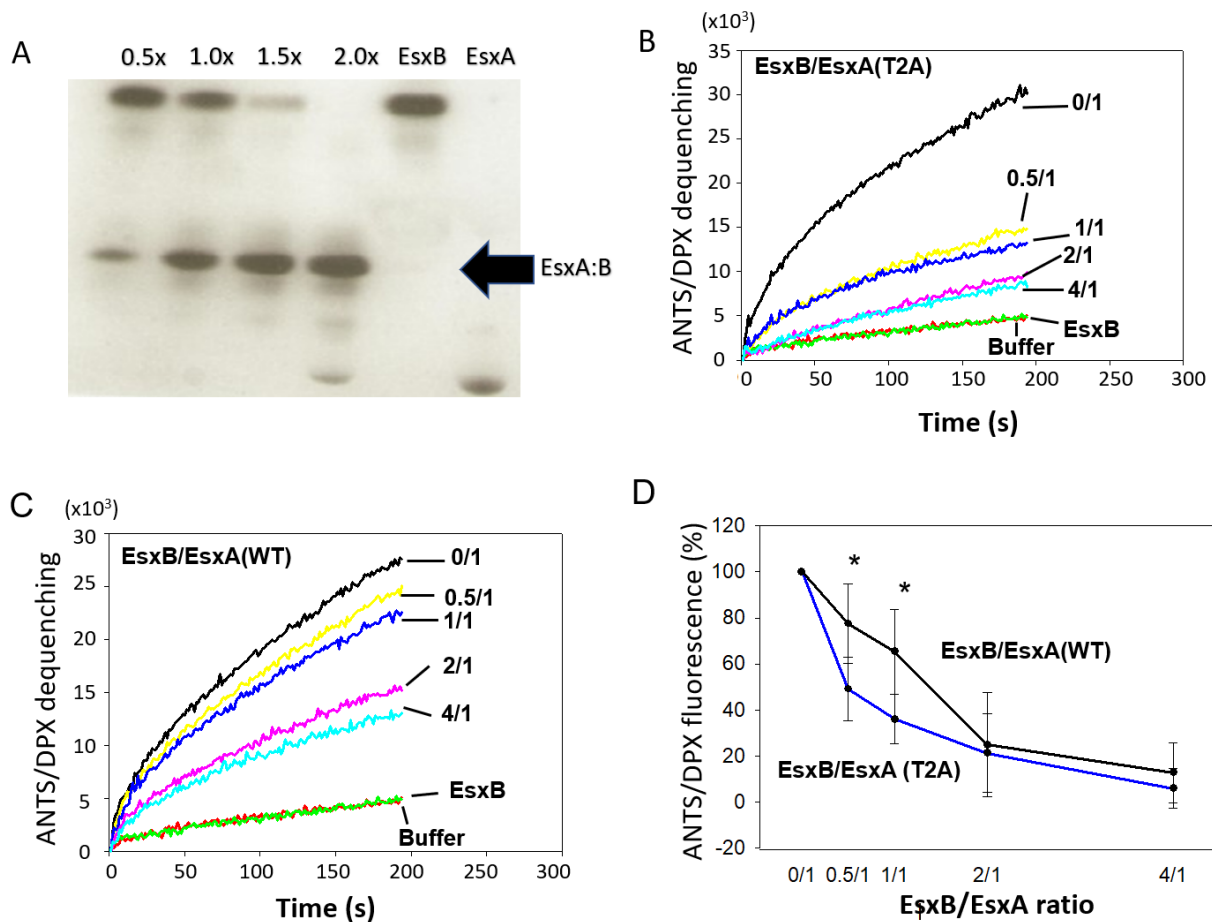 A
0.5x 1.0x 1.5x 2.0x EsxB EsxA
EsxA:B
B
(x10³)
ANTS/DPX dequenching
35
30
25
20
15
10
5
0
EsxB/EsxA(T2A)
0/1
0.5/1
1/1
2/1
4/1
EsxB
Buffer
0 50 100 150 200 250 300
Time (s)
C
(x10³)
ANTS/DPX dequenching
30
25
20
15
10
5
0
EsxB/EsxA(WT)
0/1
0.5/1
1/1
2/1
4/1
EsxB
Buffer
0 50 100 150 200 250 300
Time (s)
D
ANTS/DPX fluorescence (%)
120
100
80
60
40
20
0
-20
* *
EsxB/EsxA(WT)
EsxB/EsxA (T2A)
0/1 0.5/1 1/1 2/1 4/1
EsxB/EsxA ratio